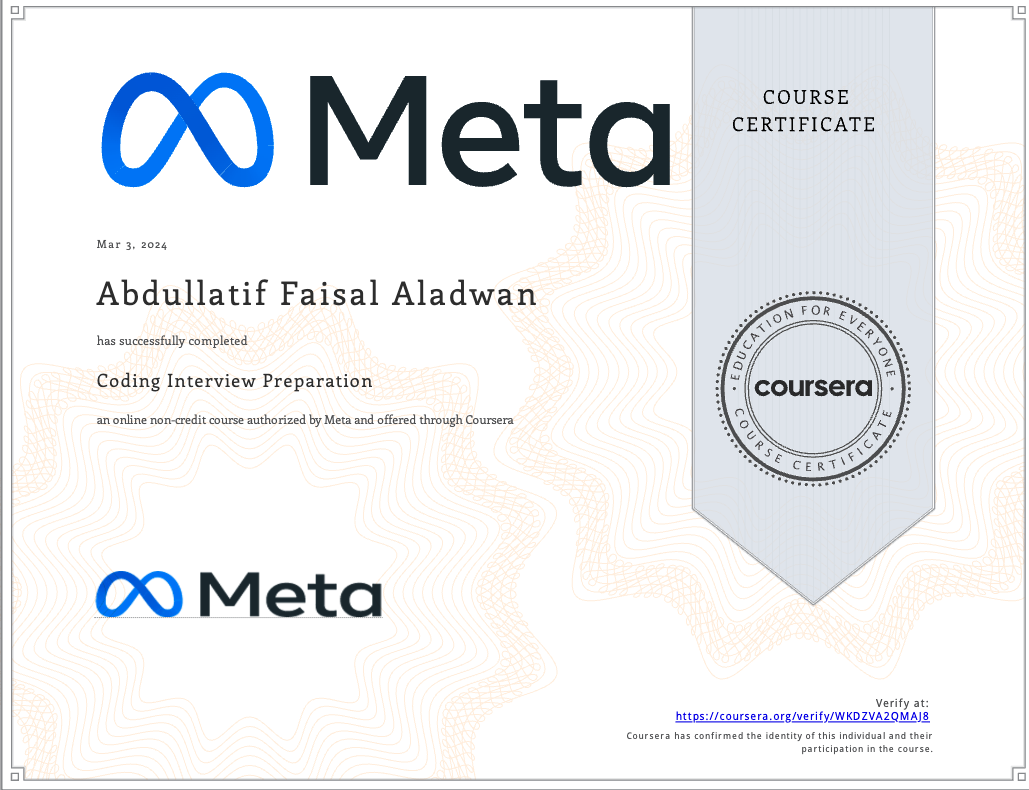 Meta
COURSE
CERTIFICATE
Mar 3, 2024
Abdullatif Faisal Aladwan
has successfully completed
Coding Interview Preparation
an online non-credit course authorized by Meta and offered through Coursera
EDUCATION FOR EVERYONE
coursera
COURSE CERTIFICATE
Meta
Verify at:
https://coursera.org/verify/WKDZVA2QMAJ8
Coursera has confirmed the identity of this individual and their
participation in the course.